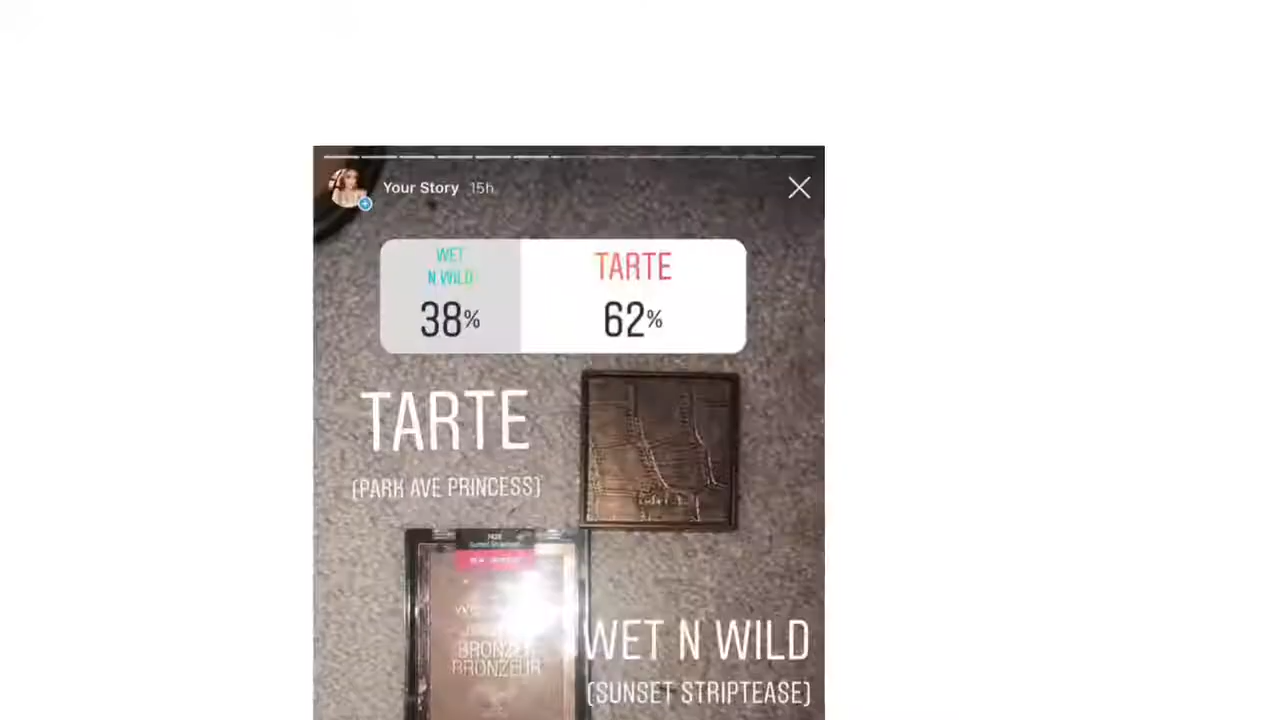 Your Story 15h
WET
N WILD
38%
TARTE
62%
TARTE
(PARK AVE PRINCESS)
BRONZER
BRONZEUR
WET N WILD
(SUNSET STRIPTEASE)